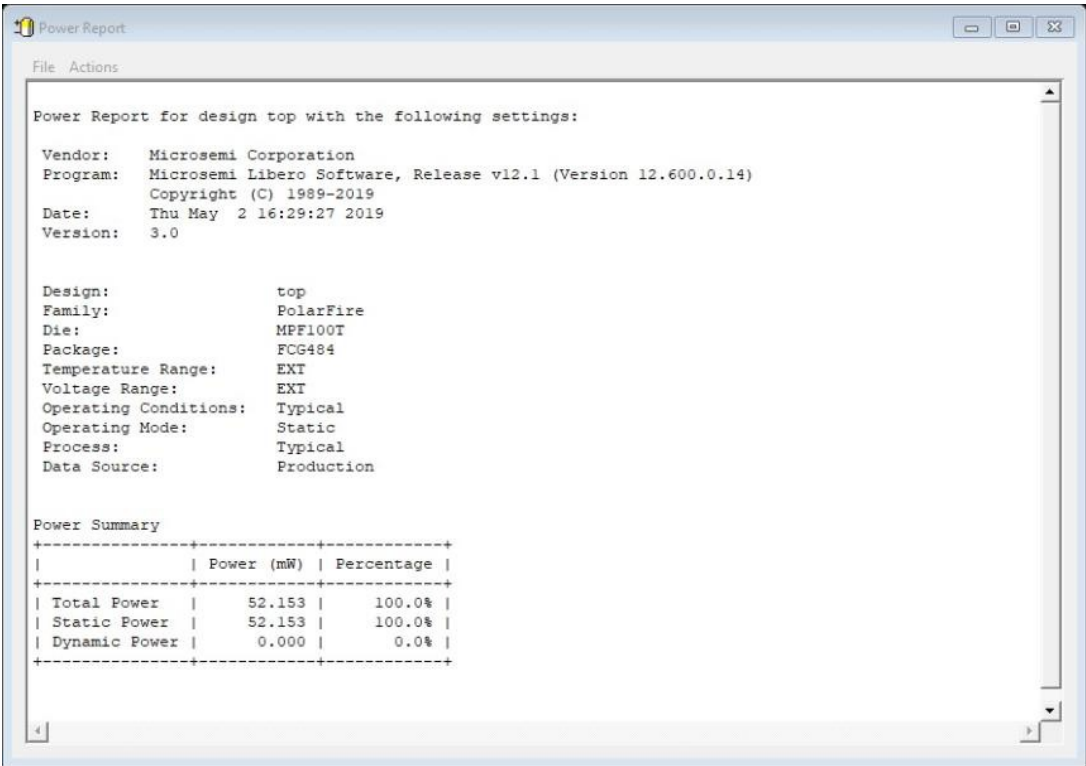 Power Report
File Actions
Power Report for design top with the following settings:
Vendor: Microsemi Corporation
Program: Microsemi Libero Software, Release v12.1 (Version 12.600.0.14)
Copyright (C) 1989-2019
Date: Thu May  2 16:29:27 2019
Version: 3.0
Design: top
Family: PolarFire
Die: MPF100T
Package: FCG484
Temperature Range: EXT
Voltage Range: EXT
Operating Conditions: Typical
Operating Mode: Static
Process: Typical
Data Source: Production
Power Summary
+---------------+------------+------------+
|               | Power (mW) | Percentage |
+---------------+------------+------------+
| Total Power   |     52.153 |     100.0% |
| Static Power  |     52.153 |     100.0% |
| Dynamic Power |      0.000 |       0.0% |
+---------------+------------+------------+